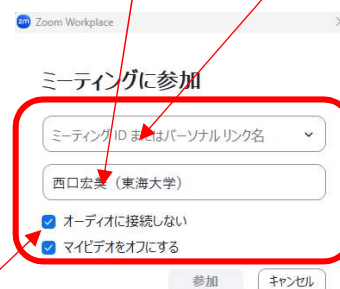 zm Zoom Workplace
ミーティングに参加
ミーティング ID またはパーソナル リンク名
西口宏美（東海大学）
オーディオに接続しない
マイビデオをオフにする
参加 キャンセル